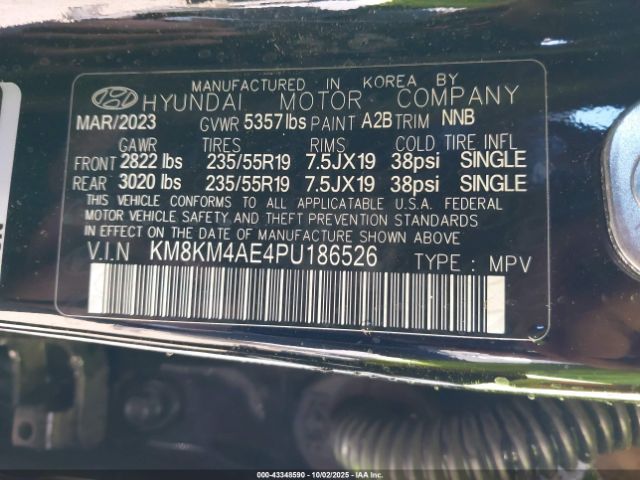 MANUFACTURED IN KOREA BY
HYUNDAI MOTOR COMPANY
MAR/2023 GVWR 5357 lbs PAINT A2B TRIM NNB
GAWR TIRES RIMS COLD TIRE INFL
FRONT 2822 lbs 235/55R19 7.5JX19 38psi SINGLE
REAR 3020 lbs 235/55R19 7.5JX19 38psi SINGLE
THIS VEHICLE CONFORMS TO ALL APPLICABLE U.S.A. FEDERAL
MOTOR VEHICLE SAFETY, AND THEFT PREVENTION STANDARDS
IN EFFECT ON THE DATE OF MANUFACTURE SHOWN ABOVE
V.I.N KM8KM4AE4PU186526 TYPE : MPV
000-43348590 - 10/02/2025 - IAA Inc.